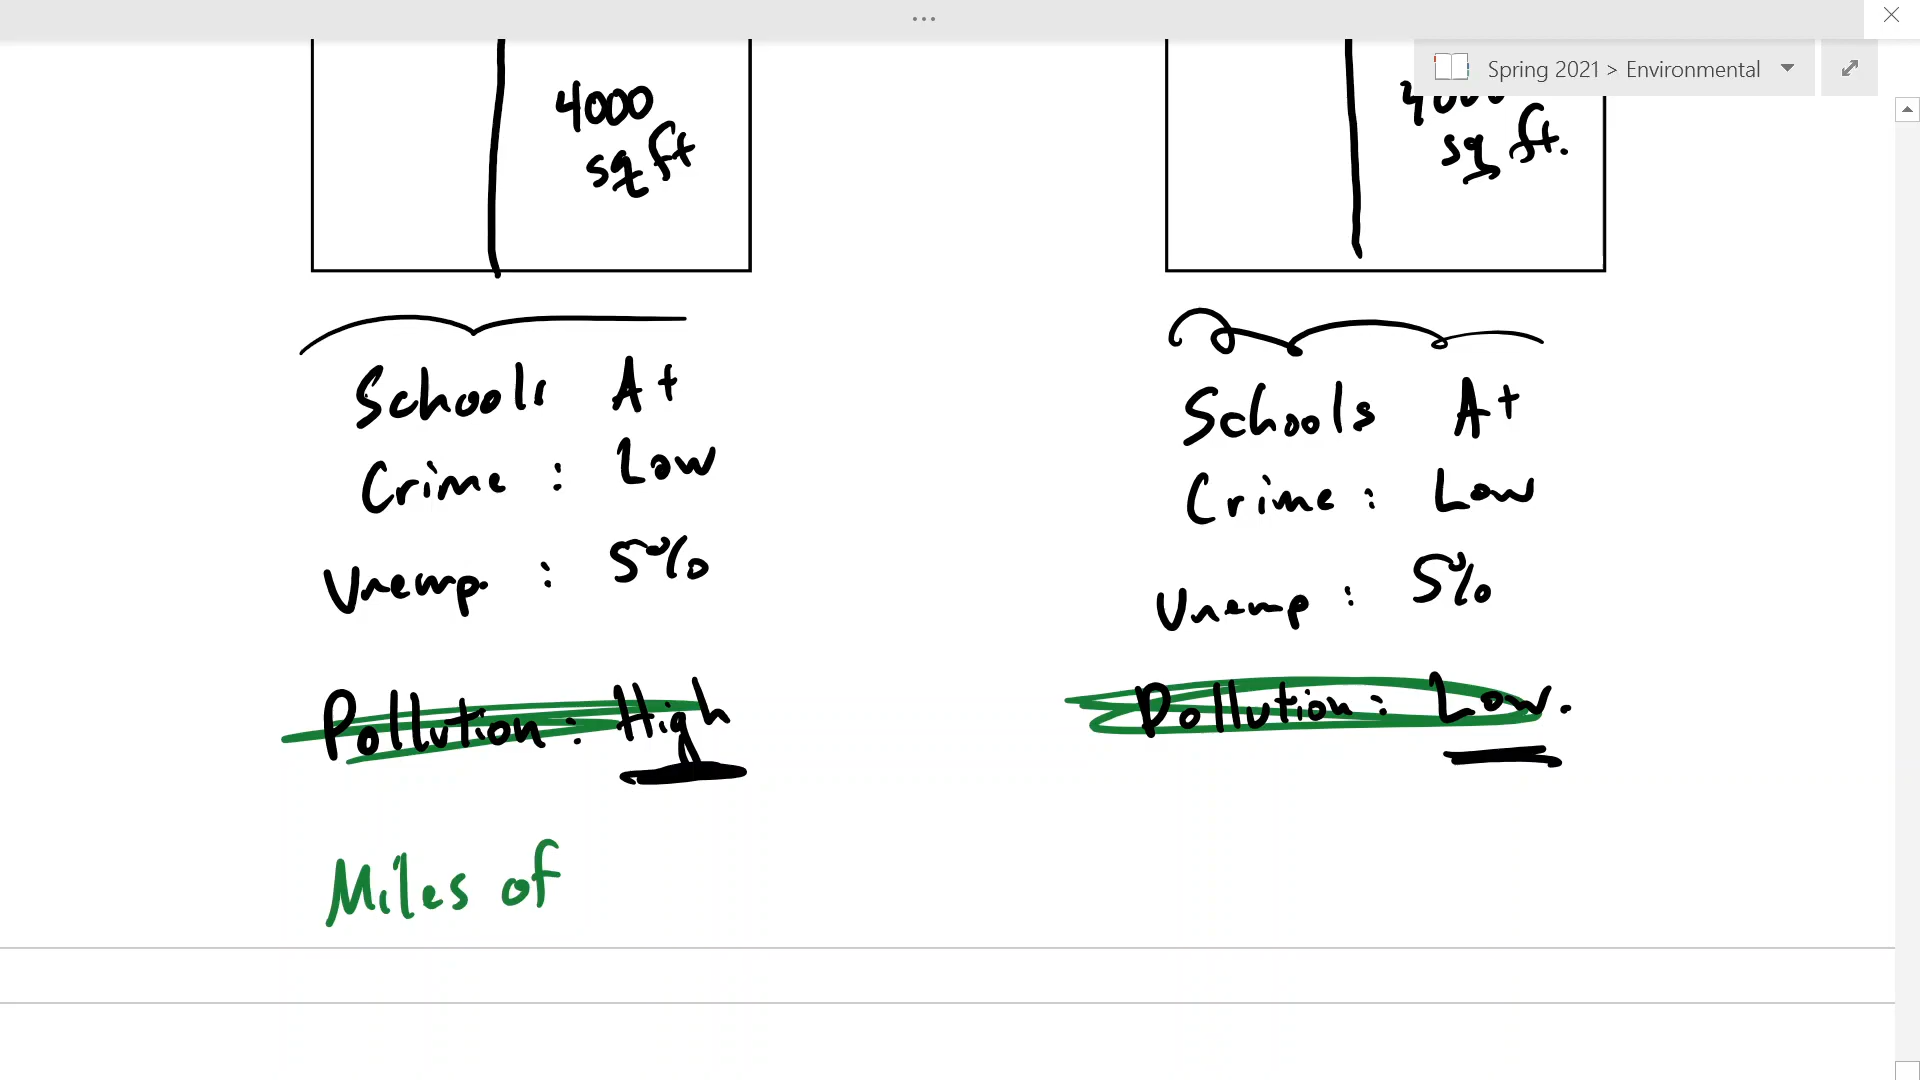 Spring 2021 > Environmental
4000
sq ft
4000
sq ft.
Schools A+
Crime : Low
Unemp. : 5%
Pollution : High
Miles of
Schools A+
Crime : Low
Unemp : 5%
Pollution : Low.